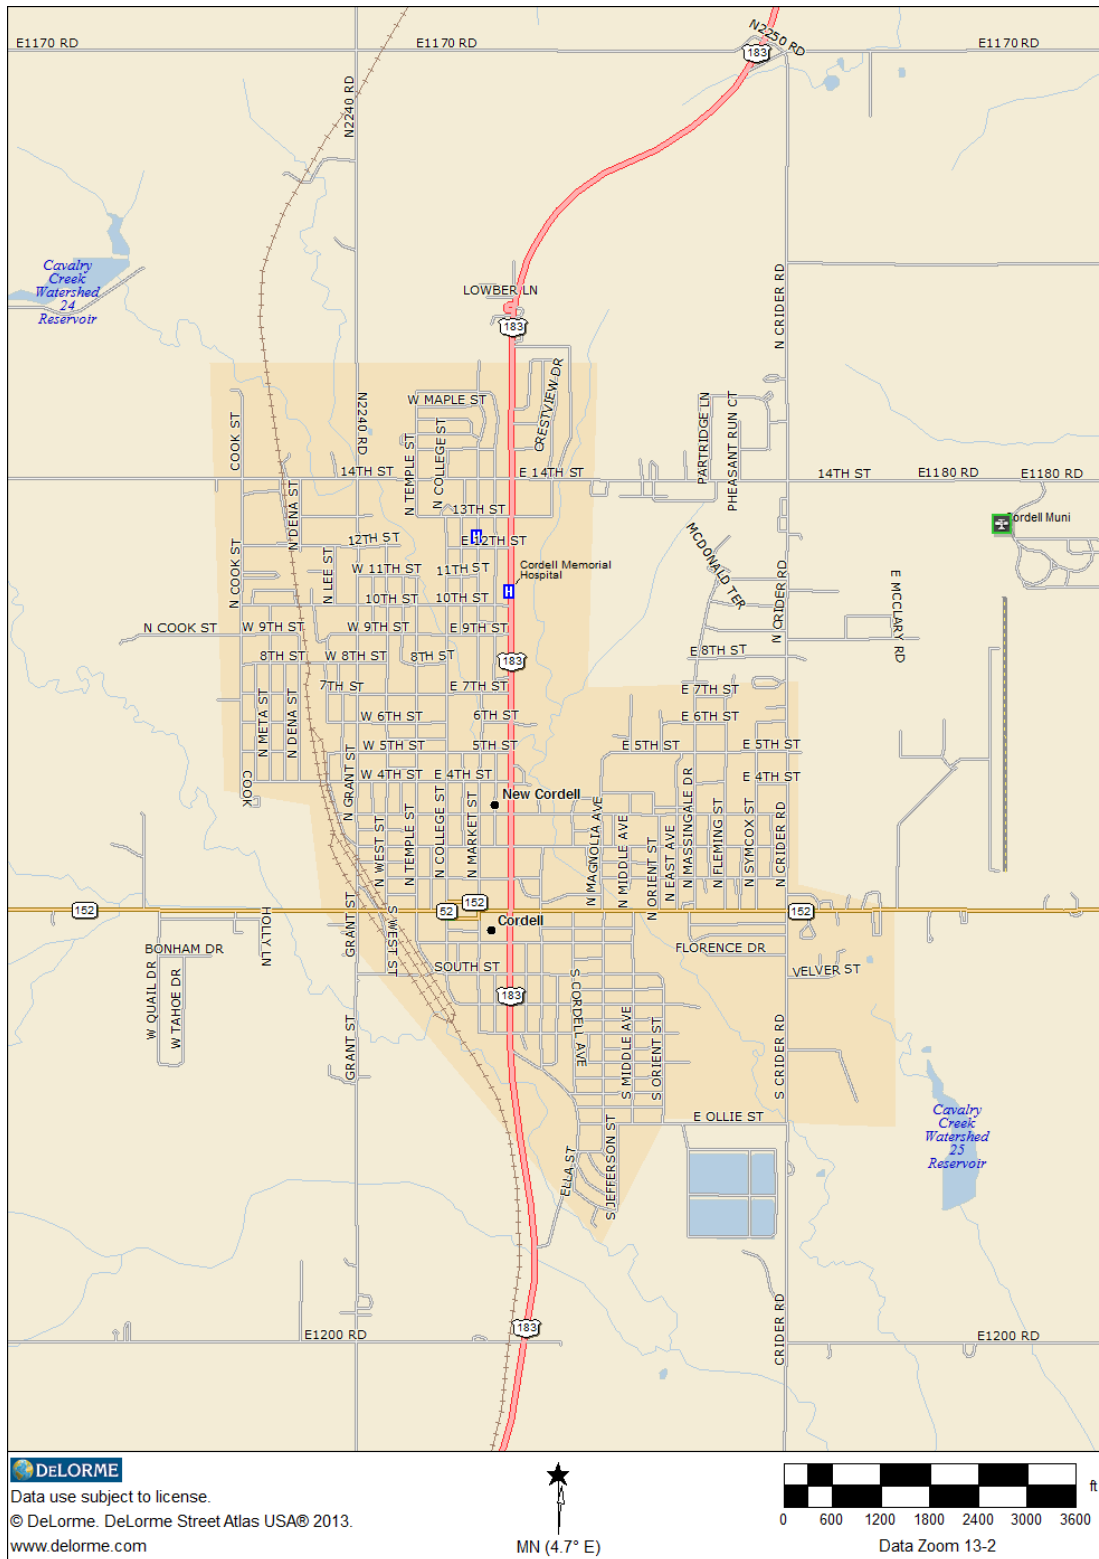 E1170 RD
E1170 RD
N2250 RD
E1170 RD
183
N2240 RD
Cavalry
Creek
Watershed
24
Reservoir
LOWBER LN
183
N CRIDER RD
CRESTVIEW DR
W MAPLE ST
COOK ST
N2240 RD
N TEMPLE ST
N COLLEGE ST
PARTRIDGE LN
PHEASANT RUN CT
14TH ST
E 14TH ST
14TH ST
E1180 RD
E1180 RD
N DENA ST
13TH ST
Cordell Muni
12TH ST
H
E 12TH ST
MCDONALD TER
N COOK ST
N LEE ST
W 11TH ST
11TH ST
Cordell Memorial
Hospital
H
N CRIDER RD
E MCCLARY RD
10TH ST
10TH ST
N COOK ST
W 9TH ST
W 9TH ST
E 9TH ST
8TH ST
W 8TH ST
8TH ST
183
E 8TH ST
7TH ST
E 7TH ST
E 7TH ST
N META ST
N DENA ST
W 6TH ST
6TH ST
E 6TH ST
W 5TH ST
5TH ST
E 5TH ST
E 5TH ST
N GRANT ST
W 4TH ST
E 4TH ST
E 4TH ST
COOK
New Cordell
N WEST ST
N TEMPLE ST
N COLLEGE ST
N MARKET ST
N MAGNOLIA AVE
N MIDDLE AVE
N ORIENT ST
N EAST AVE
N MASSINGALE DR
N FLEMING ST
N SYMCOX ST
N CRIDER RD
152
52
152
152
Cordell
HOLLY LN
GRANT ST
S WEST ST
BONHAM DR
FLORENCE DR
SOUTH ST
VELVER ST
W QUAIL DR
W TAHOE DR
183
S CORDELL AVE
GRANT ST
S MIDDLE AVE
S ORIENT ST
S CRIDER RD
E OLLIE ST
Cavalry
Creek
Watershed
25
Reservoir
ELLA ST
S JEFFERSON ST
CRIDER RD
E1200 RD
183
E1200 RD
DELORME
Data use subject to license.
© DeLorme. DeLorme Street Atlas USA® 2013.
www.delorme.com
MN (4.7° E)
ft
0 600 1200 1800 2400 3000 3600
Data Zoom 13-2